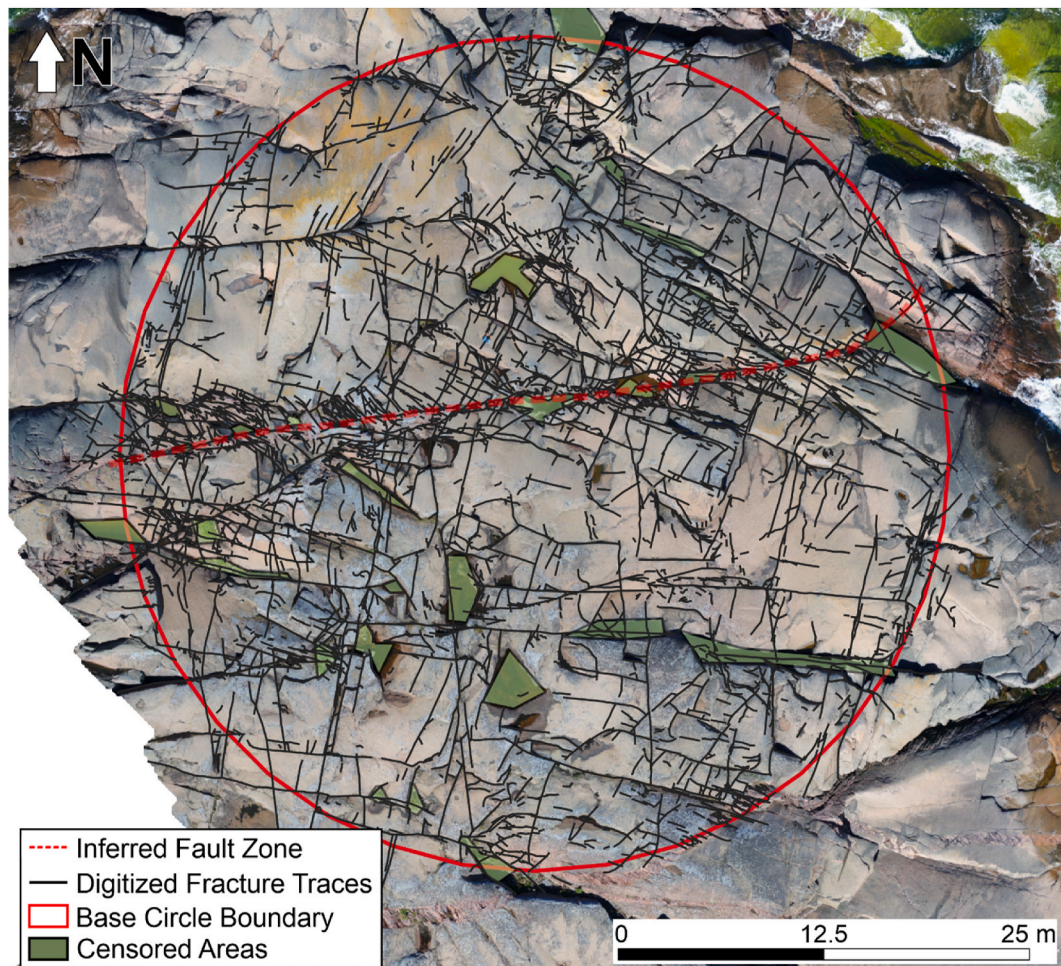 N
Inferred Fault Zone
Digitized Fracture Traces
Base Circle Boundary
Censored Areas
0 12.5 25 m